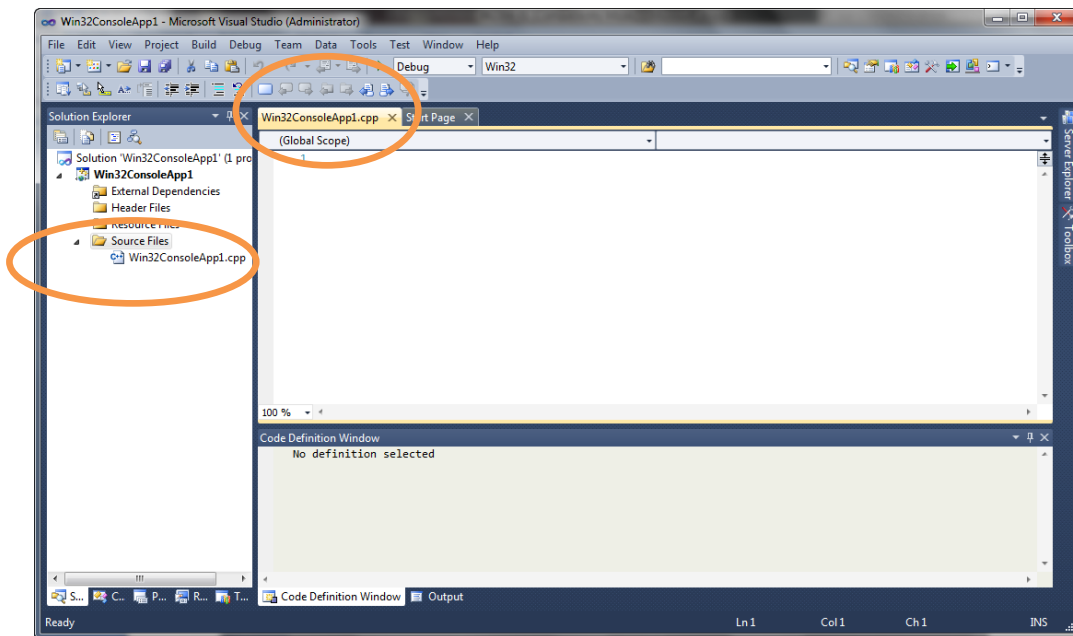 Win32ConsoleApp1 - Microsoft Visual Studio (Administrator)
File Edit View Project Build Debug Team Data Tools Test Window Help
Debug Win32
Solution Explorer
Win32ConsoleApp1.cpp Start Page
(Global Scope)
1
Solution 'Win32ConsoleApp1' (1 pro
Win32ConsoleApp1
External Dependencies
Header Files
Resource Files
Source Files
Win32ConsoleApp1.cpp
Server Explorer
Toolbox
100 %
Code Definition Window
No definition selected
S... C... P... R... T...
Code Definition Window Output
Ready Ln 1 Col 1 Ch 1 INS